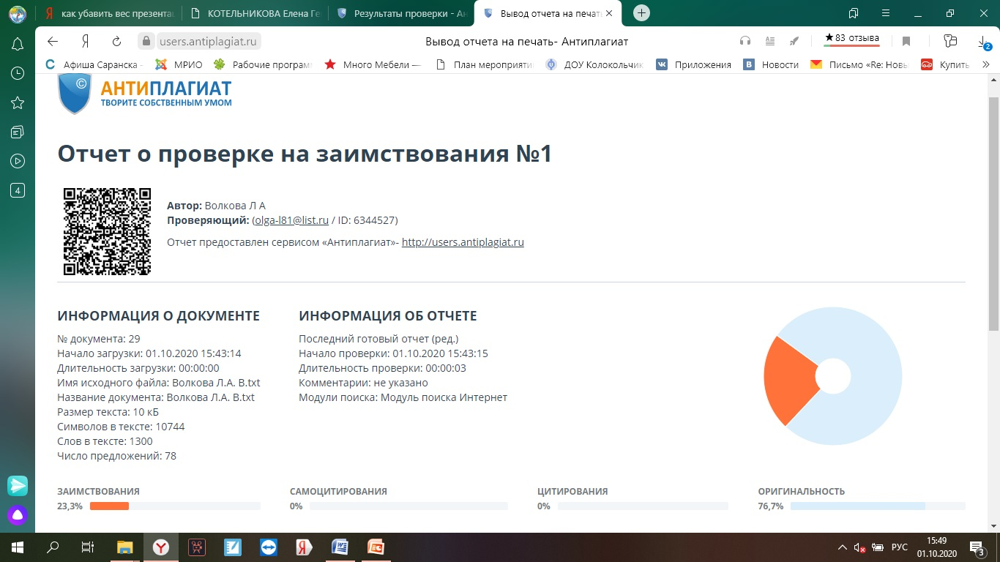 как убавить вес презента
КОТЕЛЬНИКОВА Елена Ге
Результаты проверки - Ан
Вывод отчета на печать
users.antiplagiat.ru
Вывод отчета на печать- Антиплагиат
83 отзыва
2
Афиша Саранска -
МРИО
Рабочие програм
Много Мебели —
План мероприяти
ДОУ Колокольчик
Приложения
Новости
Письмо «Re: Новы
Купить
4
АНТИПЛАГИАТ
ТВОРИТЕ СОБСТВЕННЫМ УМОМ
Отчет о проверке на заимствования №1
Автор: Волкова Л А
Проверяющий: (olga-l81@list.ru / ID: 6344527)
Отчет предоставлен сервисом «Антиплагиат»- http://users.antiplagiat.ru
ИНФОРМАЦИЯ О ДОКУМЕНТЕ
№ документа: 29
Начало загрузки: 01.10.2020 15:43:14
Длительность загрузки: 00:00:00
Имя исходного файла: Волкова Л.А. В.txt
Название документа: Волкова Л.А. В.txt
Размер текста: 10 кБ
Символов в тексте: 10744
Слов в тексте: 1300
Число предложений: 78
ИНФОРМАЦИЯ ОБ ОТЧЕТЕ
Последний готовый отчет (ред.)
Начало проверки: 01.10.2020 15:43:15
Длительность проверки: 00:00:03
Комментарии: не указано
Модули поиска: Модуль поиска Интернет
ЗАИМСТВОВАНИЯ
23,3%
САМОЦИТИРОВАНИЯ
0%
ЦИТИРОВАНИЯ
0%
ОРИГИНАЛЬНОСТЬ
76,7%
РУС
15:49
01.10.2020
3